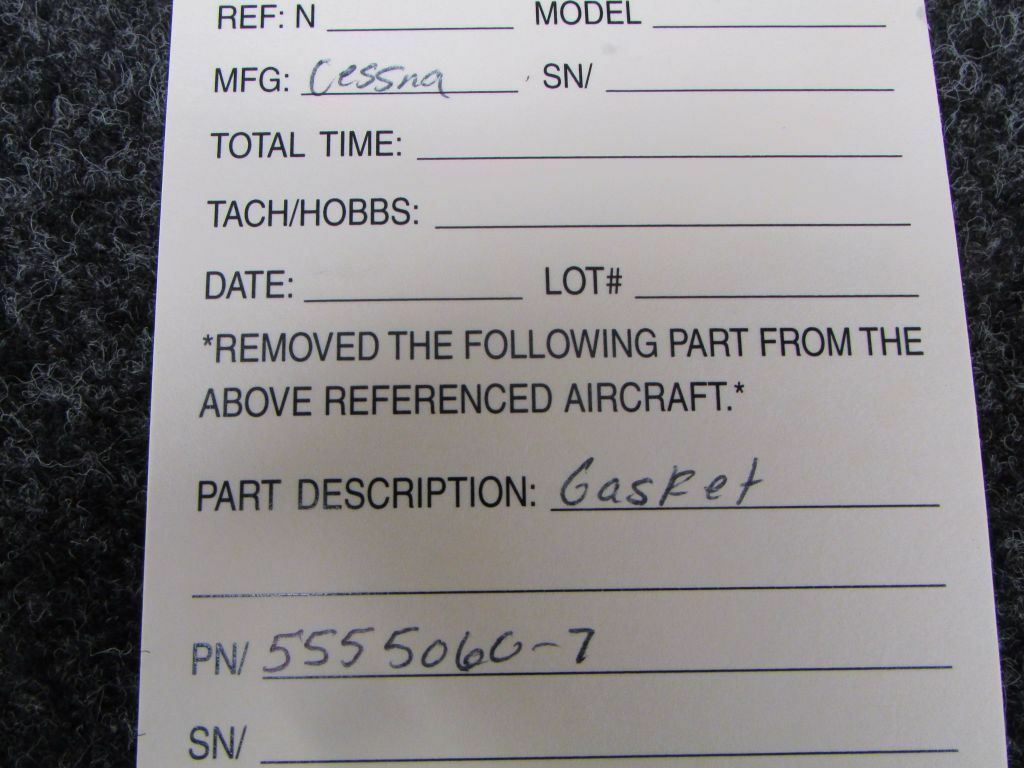 REF: N MODEL
MFG: Cessna SN/
TOTAL TIME:
TACH/HOBBS:
DATE: LOT#
*REMOVED THE FOLLOWING PART FROM THE
ABOVE REFERENCED AIRCRAFT.*
PART DESCRIPTION: Gasket
PN/ 5555060-7
SN/